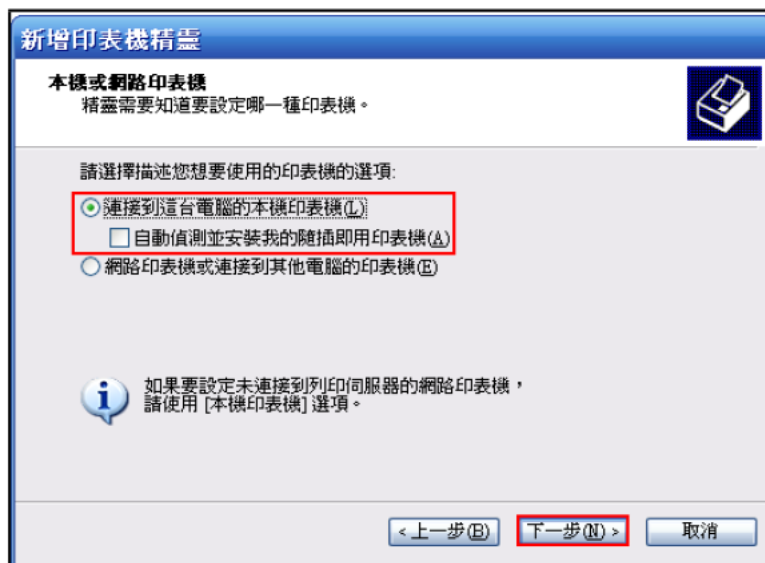 新增印表機精靈
本機或網路印表機
精靈需要知道要設定哪一種印表機。
請選擇描述您想要使用的印表機的選項:
連接到這台電腦的本機印表機(L)
自動偵測並安裝我的隨插即用印表機(A)
網路印表機或連接到其他電腦的印表機(E)
如果要設定未連接到列印伺服器的網路印表機，
請使用 [本機印表機] 選項。
< 上一步(B) 下一步(N) > 取消